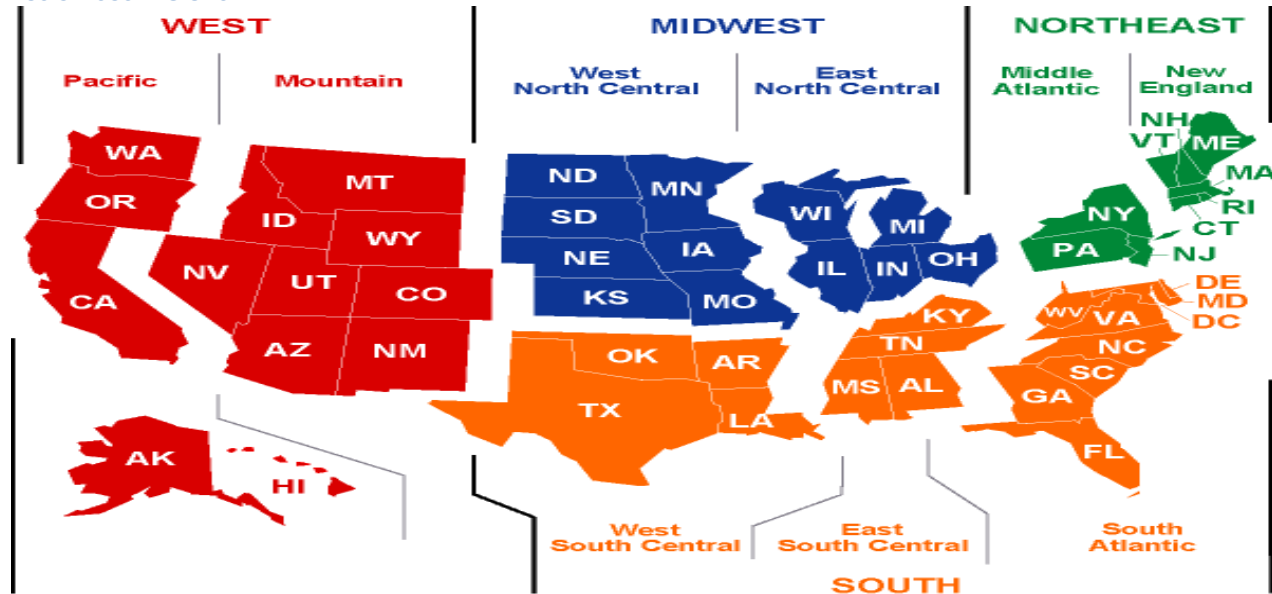 WEST
MIDWEST
NORTHEAST
Pacific
Mountain
West
North Central
East
North Central
Middle
Atlantic
New
England
WA
OR
CA
NV
ID
MT
WY
UT
CO
AZ
NM
AK
HI
ND
SD
NE
KS
MN
IA
MO
WI
MI
IL
IN
OH
NH
VT
ME
MA
RI
CT
NY
PA
NJ
DE
MD
DC
WV
VA
KY
TN
NC
SC
OK
AR
TX
LA
MS
AL
GA
FL
West
South Central
East
South Central
South
Atlantic
SOUTH